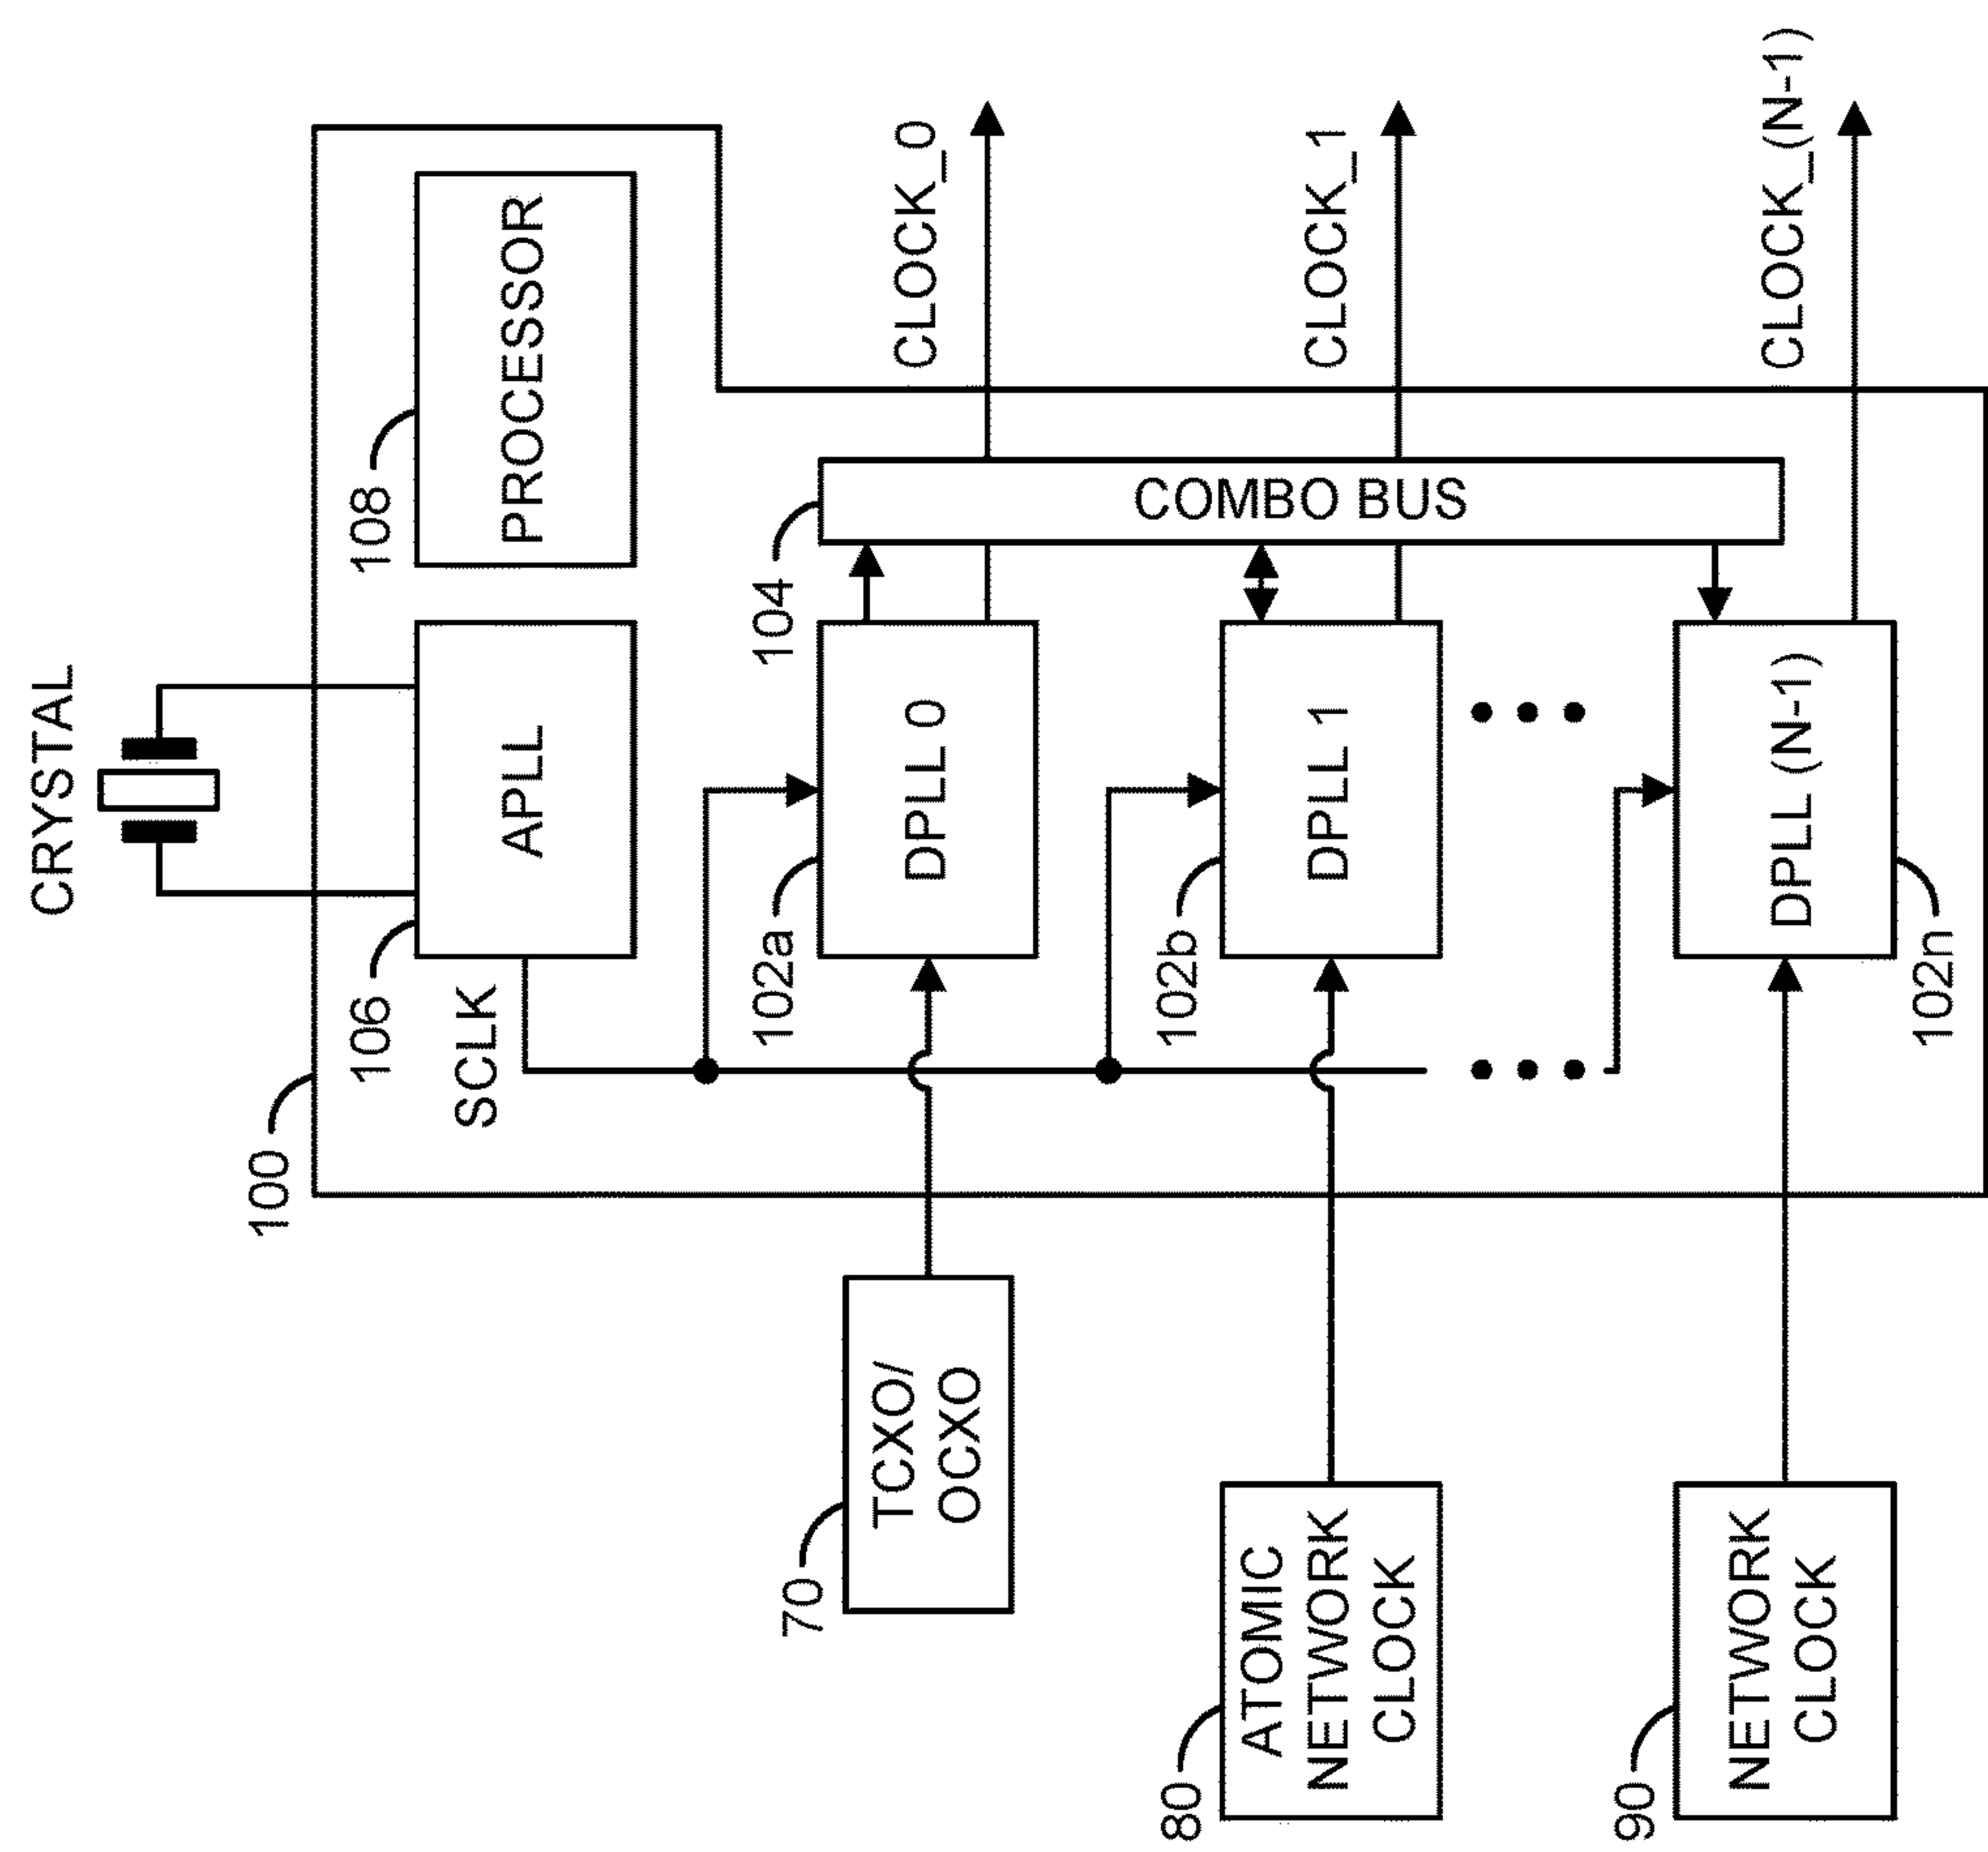 CRYSTAL
100
106
APLL
108
PROCESSOR
SCLK
70
TCXO/
OCXO
102a
DPLL 0
104
COMBO BUS
CLOCK_0
80
ATOMIC
NETWORK
CLOCK
102b
DPLL 1
CLOCK_1
90
NETWORK
CLOCK
102n
DPLL (N-1)
CLOCK_(N-1)